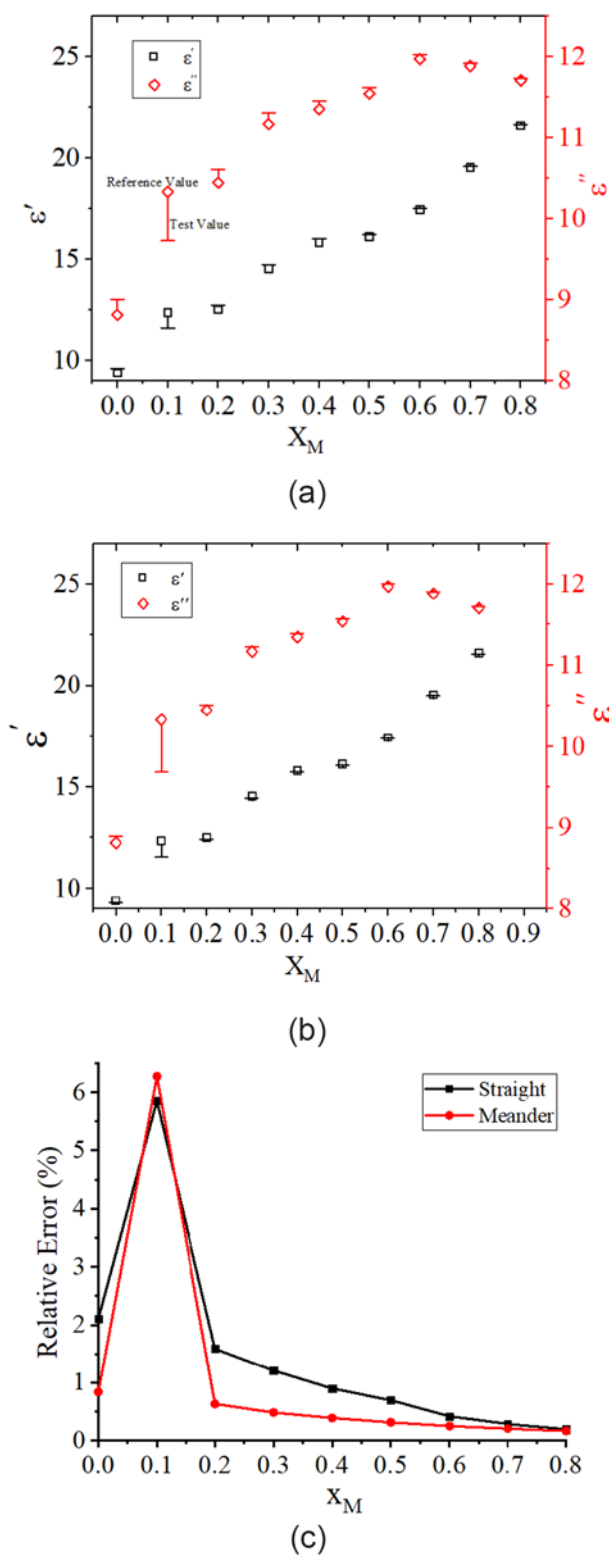 ε′
ε′′
Reference Value
Test Value
25
20
15
10
ε′
12
11
10
9
8
ε′′
0.0 0.1 0.2 0.3 0.4 0.5 0.6 0.7 0.8
X_M
(a)
ε′
ε′′
25
20
15
10
ε′
12
11
10
9
8
ε′′
0.0 0.1 0.2 0.3 0.4 0.5 0.6 0.7 0.8 0.9
X_M
(b)
Straight
Meander
6
5
4
3
2
1
0
Relative Error (%)
0.0 0.1 0.2 0.3 0.4 0.5 0.6 0.7 0.8
x_M
(c)